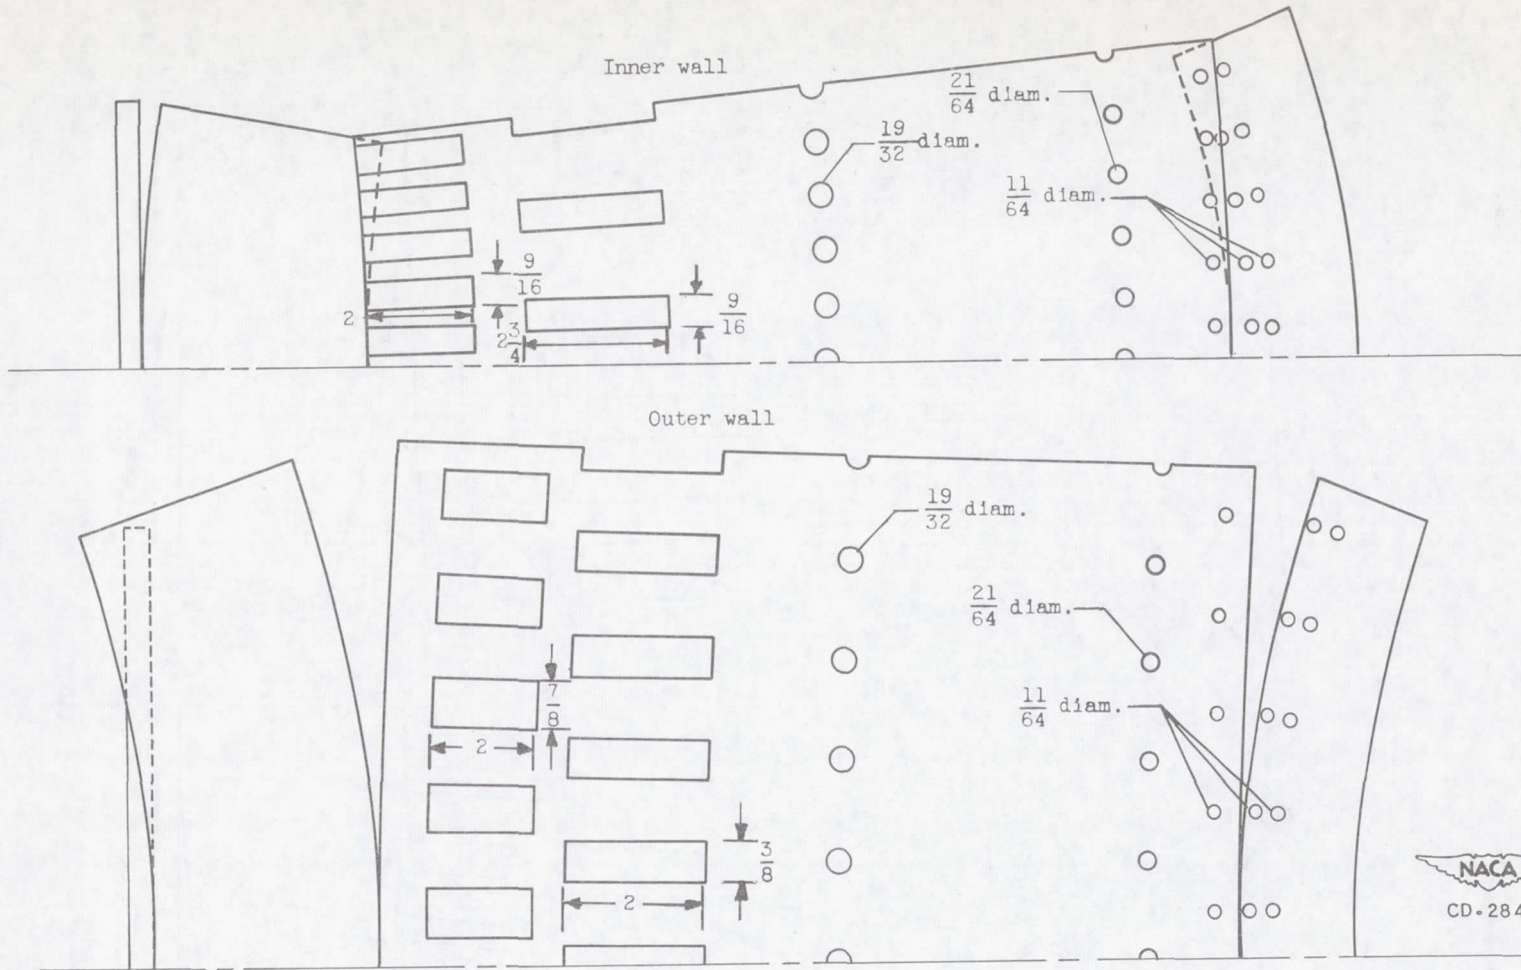 Inner wall
21/64 diam.
19/32 diam.
11/64 diam.
9/16
2
2 3/4
9/16
Outer wall
19/32 diam.
21/64 diam.
11/64 diam.
7/8
2
3/8
2
NACA
CD-284